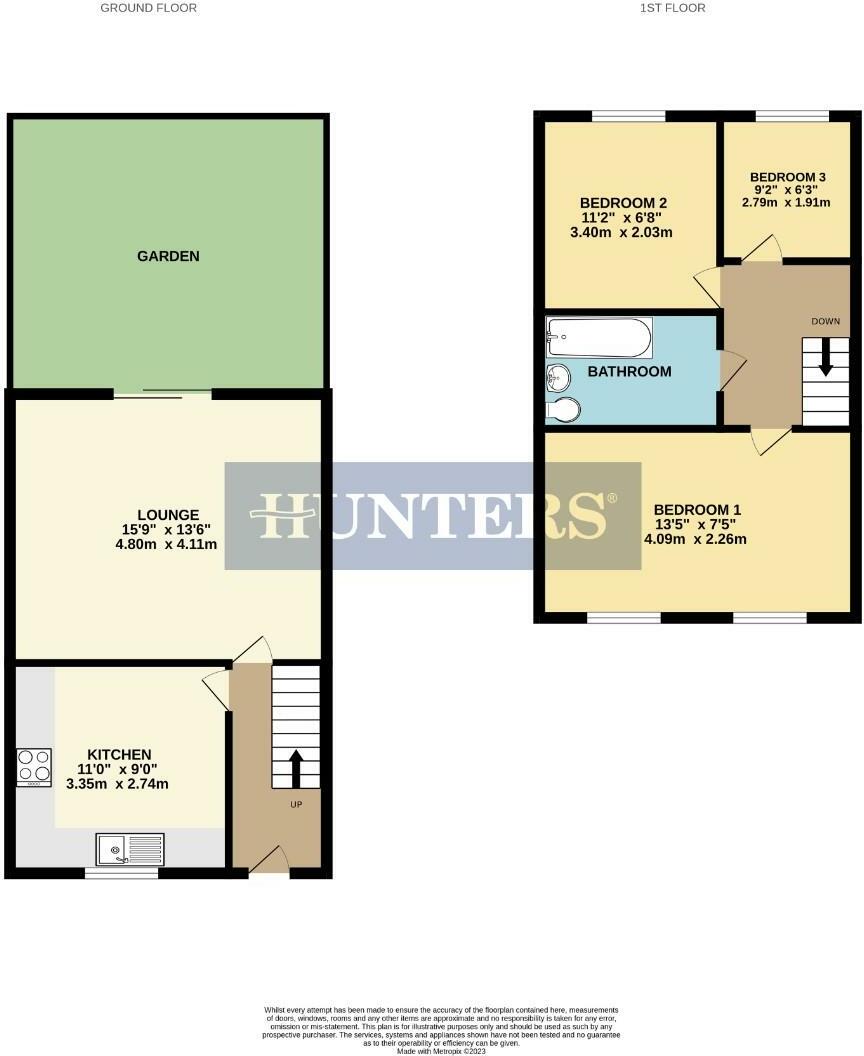 GROUND FLOOR
1ST FLOOR
GARDEN
LOUNGE
15'9" x 13'6"
4.80m x 4.11m
KITCHEN
11'0" x 9'0"
3.35m x 2.74m
UP
BEDROOM 2
11'2" x 6'8"
3.40m x 2.03m
BEDROOM 3
9'2" x 6'3"
2.79m x 1.91m
DOWN
BATHROOM
BEDROOM 1
13'5" x 7'5"
4.09m x 2.26m
HUNTERS®
Whilst every attempt has been made to ensure the accuracy of the floorplan contained here, measurements
of doors, windows, rooms and any other items are approximate and no responsibility is taken for any error,
omission or mis-statement. This plan is for illustrative purposes only and should be used as such by any
prospective purchaser. The services, systems and appliances shown have not been tested and no guarantee
as to their operability or efficiency can be given.
Made with Metropix ©2023